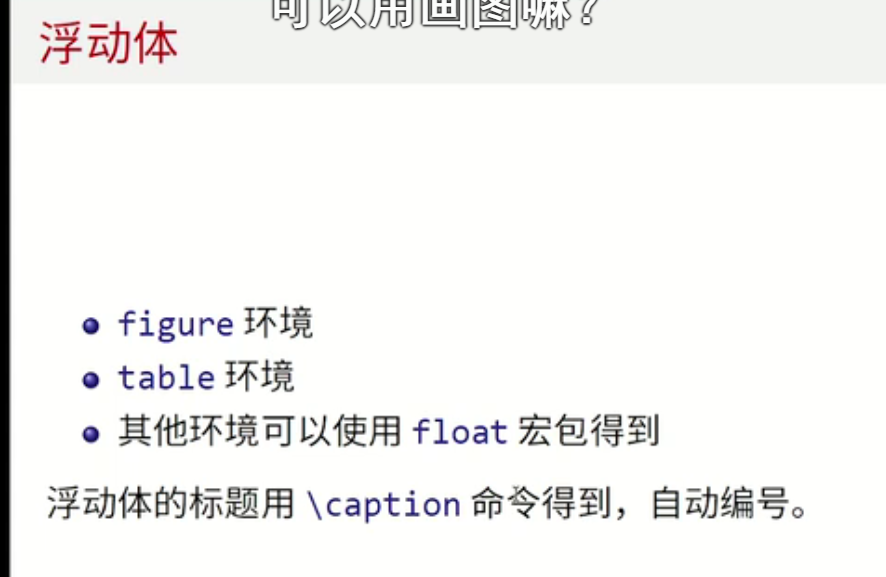 可以用画图嘛？
浮动体
figure 环境
table 环境
其他环境可以使用 float 宏包得到
浮动体的标题用 \caption 命令得到，自动编号。